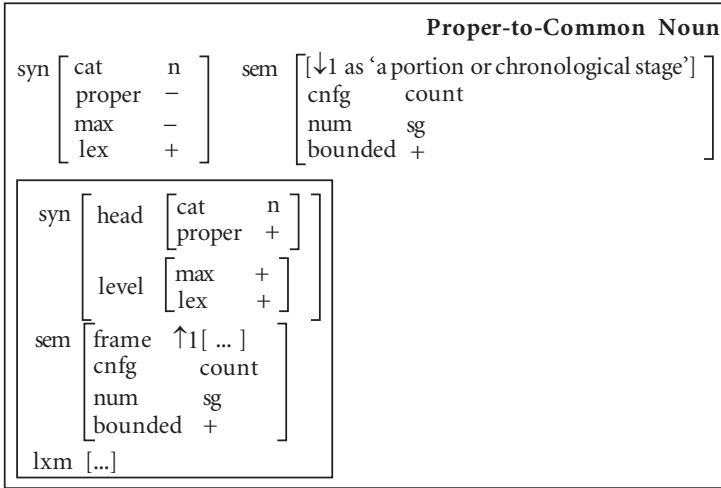 Proper-to-Common Noun
syn [cat n] sem [[↓1 as ‘a portion or chronological stage’]
proper − cnfg count
max − num sg
lex + bounded +
syn head [cat n
proper +]
level [max +
lex +]
sem [frame ↑1[ ... ]
cnfg count
num sg
bounded +]
lxm [...]